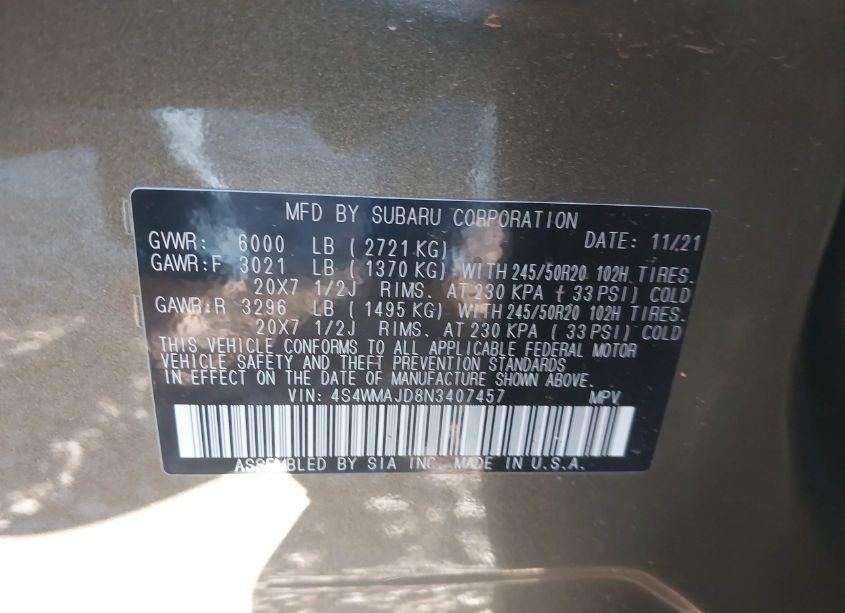 MFD BY SUBARU CORPORATION
GVWR: 6000 LB ( 2721 KG) DATE: 11/21
GAWR:F 3021 LB ( 1370 KG) WITH 245/50R20 102H TIRES.
20X7 1/2J RIMS. AT 230 KPA ( 33 PSI) COLD
GAWR:R 3296 LB ( 1495 KG) WITH 245/50R20 102H TIRES.
20X7 1/2J RIMS. AT 230 KPA ( 33 PSI) COLD
THIS VEHICLE CONFORMS TO ALL APPLICABLE FEDERAL MOTOR
VEHICLE SAFETY AND THEFT PREVENTION STANDARDS
IN EFFECT ON THE DATE OF MANUFACTURE SHOWN ABOVE.
VIN: 4S4WMAJD8N3407457 MPV
ASSEMBLED BY SIA INC. MADE IN U.S.A.